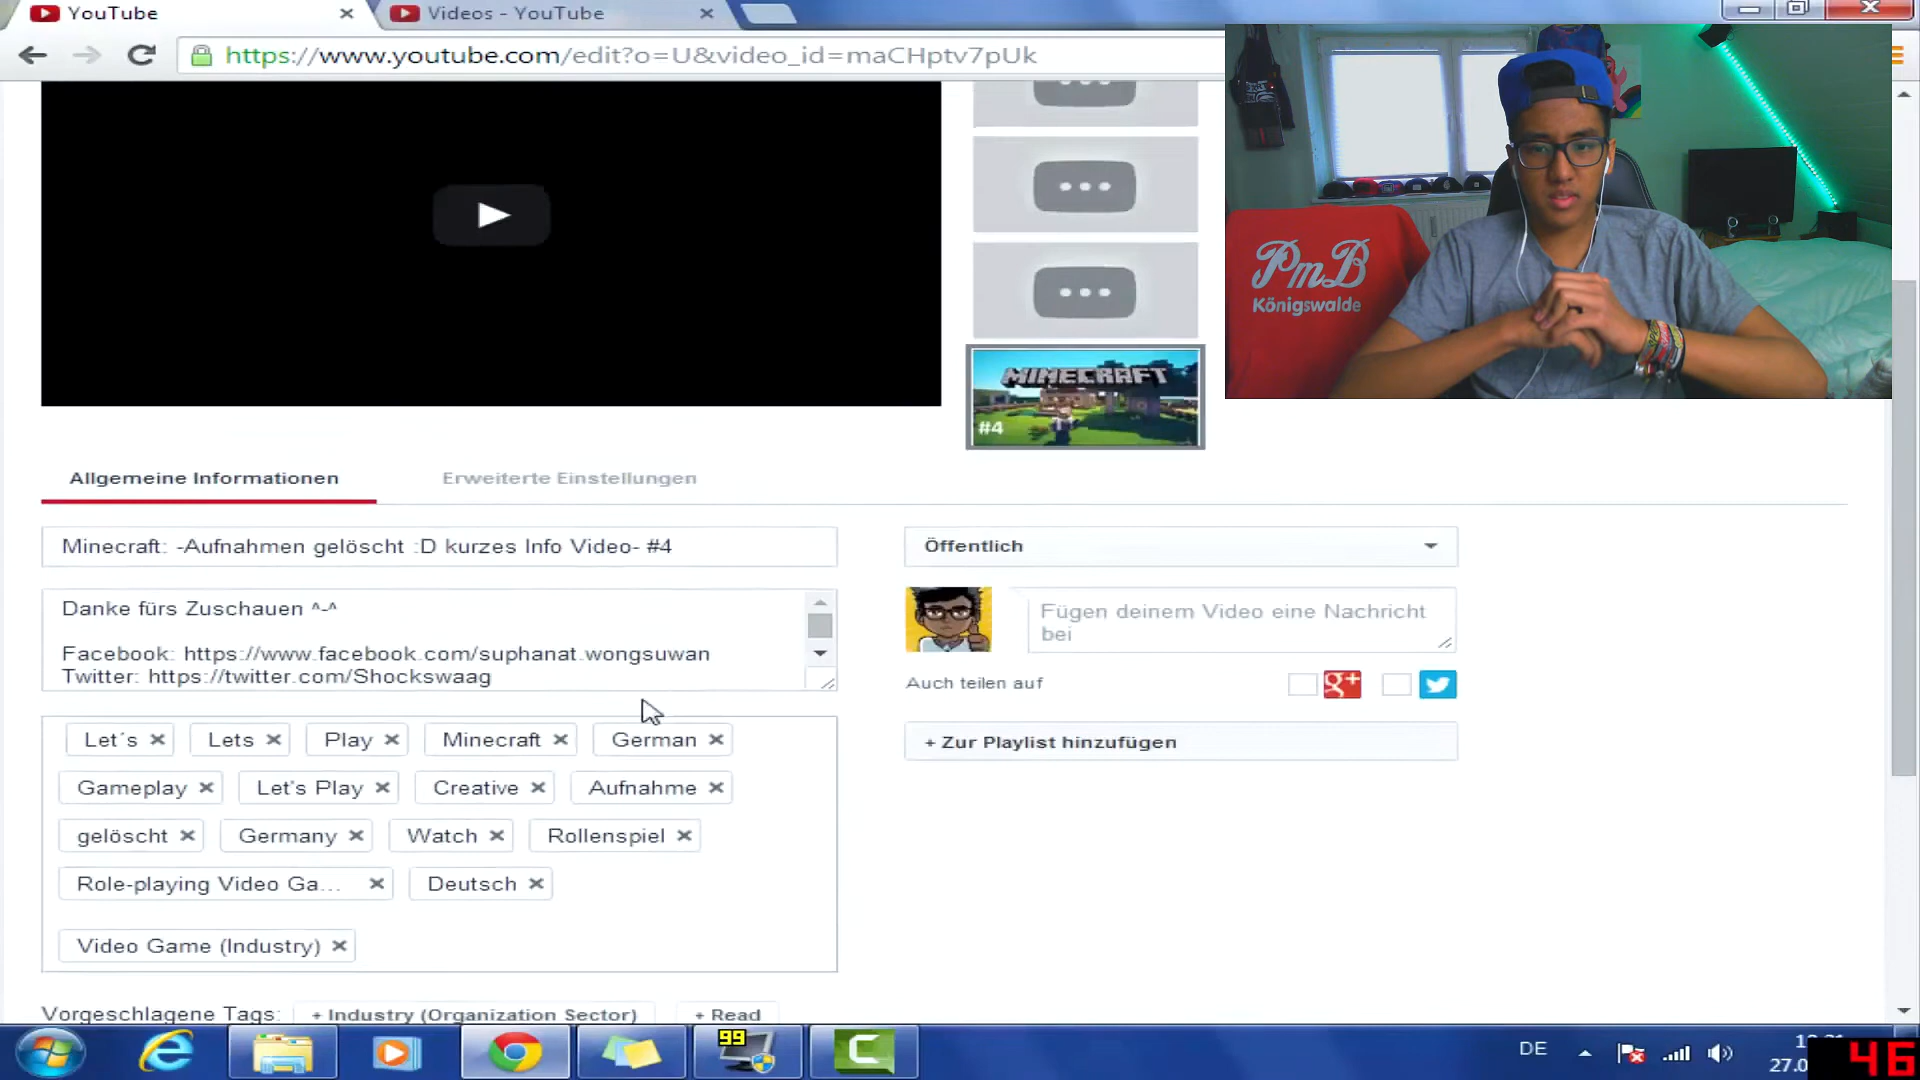 YouTube
Videos - YouTube
https://www.youtube.com/edit?o=U&video_id=maCHptv7pUk
PmB
Königswalde
MINECRAFT
#4
Allgemeine Informationen
Erweiterte Einstellungen
Minecraft: -Aufnahmen gelöscht :D kurzes Info Video- #4
Öffentlich
Danke fürs Zuschauen ^-^
Facebook: https://www.facebook.com/suphanat.wongsuwan
Twitter: https://twitter.com/Shockswaag
Fügen deinem Video eine Nachricht
bei
Auch teilen auf
g+
+ Zur Playlist hinzufügen
Let´s Lets Play Minecraft German
Gameplay Let's Play Creative Aufnahme
gelöscht Germany Watch Rollenspiel
Role-playing Video Ga... Deutsch
Video Game (Industry)
Vorgeschlagene Tags: + Industry (Organization Sector) + Read
99
C
DE
27.0
46